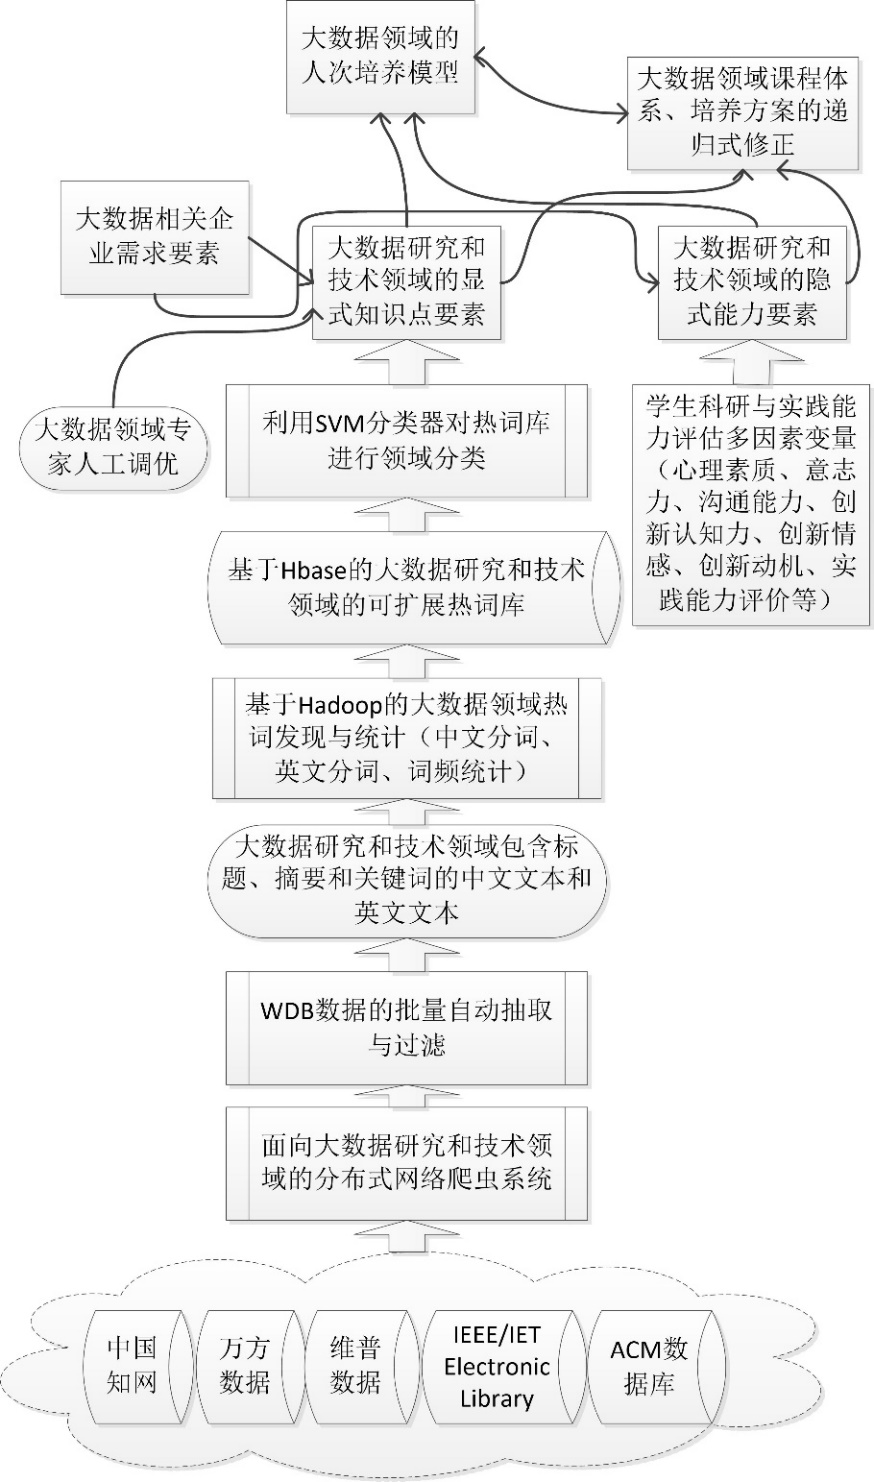 大数据领域的
人次培养模型
大数据领域课程体
系、培养方案的递
归式修正
大数据相关企
业需求要素
大数据研究和
技术领域的显
式知识点要素
大数据研究和
技术领域的隐
式能力要素
大数据领域专
家人工调优
利用SVM分类器对热词库
进行领域分类
学生科研与实践能
力评估多因素变量
（心理素质、意志
力、沟通能力、创
新认知力、创新情
感、创新动机、实
践能力评价等）
基于Hbase的大数据研究和技术
领域的可扩展热词库
基于Hadoop的大数据领域热
词发现与统计（中文分词、
英文分词、词频统计）
大数据研究和技术领域包含标
题、摘要和关键词的中文文本和
英文文本
WDB数据的批量自动抽取
与过滤
面向大数据研究和技术领
域的分布式网络爬虫系统
中国
知网
万方
数据
维普
数据
IEEE/IET
Electronic
Library
ACM数
据库